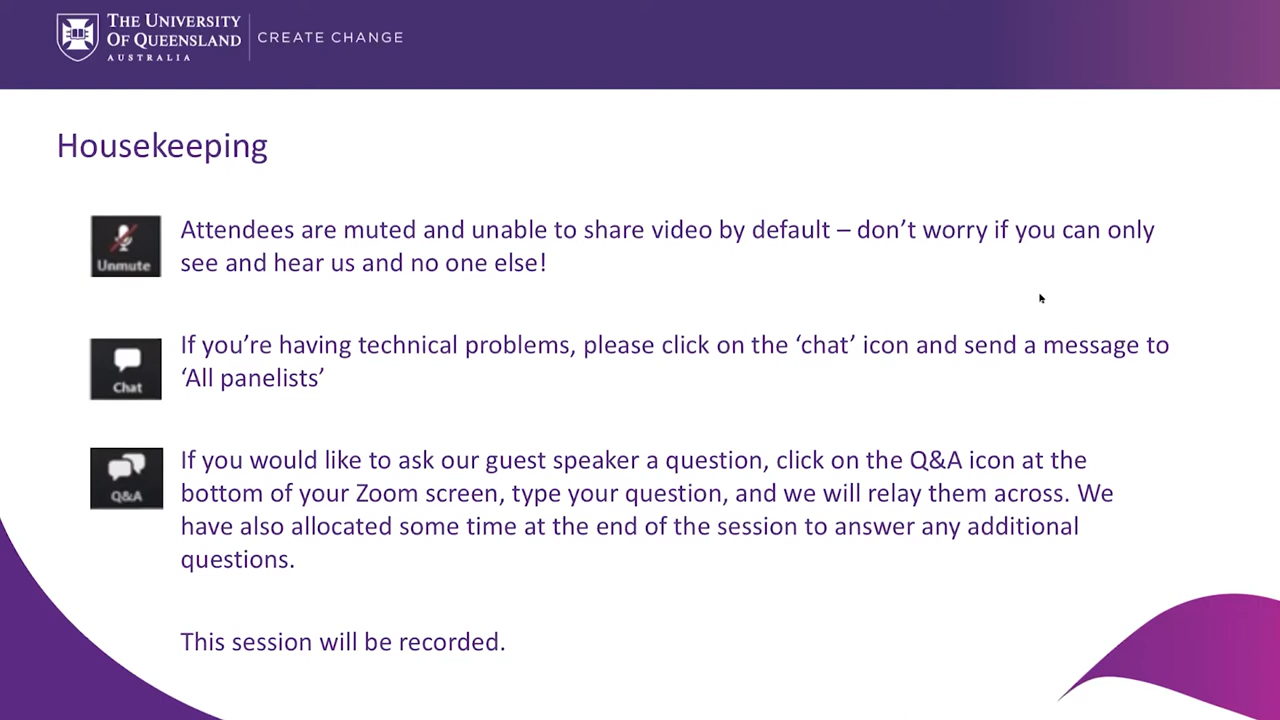 THE UNIVERSITY
OF QUEENSLAND
AUSTRALIA
CREATE CHANGE
Housekeeping
Unmute
Attendees are muted and unable to share video by default – don’t worry if you can only
see and hear us and no one else!
Chat
If you’re having technical problems, please click on the ‘chat’ icon and send a message to
‘All panelists’
Q&A
If you would like to ask our guest speaker a question, click on the Q&A icon at the
bottom of your Zoom screen, type your question, and we will relay them across. We
have also allocated some time at the end of the session to answer any additional
questions.
This session will be recorded.